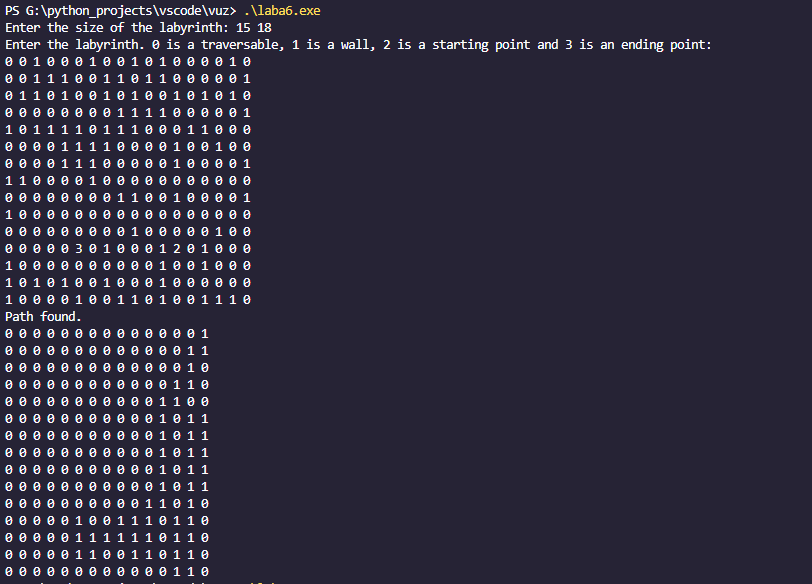 PS G:\python_projects\vscode\vuz> .\laba6.exe
Enter the size of the labyrinth: 15 18
Enter the labyrinth. 0 is a traversable, 1 is a wall, 2 is a starting point and 3 is an ending point:
0 0 1 0 0 0 1 0 0 1 0 1 0 0 0 0 1 0
0 0 1 1 1 0 0 1 1 0 1 1 0 0 0 0 0 1
0 1 1 0 1 0 0 1 0 1 0 0 1 0 1 0 1 0
0 0 0 0 0 0 0 0 1 1 1 1 0 0 0 0 0 1
1 0 1 1 1 1 0 1 1 1 0 0 0 1 1 0 0 0
0 0 0 0 1 1 1 1 0 0 0 0 1 0 0 1 0 0
0 0 0 0 1 1 1 0 0 0 0 0 1 0 0 0 0 1
1 1 0 0 0 0 1 0 0 0 0 0 0 0 0 0 0 0
0 0 0 0 0 0 0 0 1 1 0 0 1 0 0 0 0 1
1 0 0 0 0 0 0 0 0 0 0 0 0 0 0 0 0 0
0 0 0 0 0 0 0 0 0 1 0 0 0 0 0 1 0 0
0 0 0 0 0 3 0 1 0 0 0 1 2 0 1 0 0 0
1 0 0 0 0 0 0 0 0 0 0 1 0 0 1 0 0 0
1 0 1 0 1 0 0 1 0 0 0 1 0 0 0 0 0 0
1 0 0 0 0 1 0 0 1 1 0 1 0 0 1 1 1 0
Path found.
0 0 0 0 0 0 0 0 0 0 0 0 0 0 1
0 0 0 0 0 0 0 0 0 0 0 0 0 1 1
0 0 0 0 0 0 0 0 0 0 0 0 0 1 0
0 0 0 0 0 0 0 0 0 0 0 0 1 1 0
0 0 0 0 0 0 0 0 0 0 0 1 1 0 0
0 0 0 0 0 0 0 0 0 0 0 1 0 1 1
0 0 0 0 0 0 0 0 0 0 0 1 0 1 1
0 0 0 0 0 0 0 0 0 0 0 1 0 1 1
0 0 0 0 0 0 0 0 0 0 0 1 0 1 1
0 0 0 0 0 0 0 0 0 0 0 1 0 1 1
0 0 0 0 0 0 0 0 0 0 1 1 0 1 0
0 0 0 0 0 1 0 0 1 1 1 0 1 1 0
0 0 0 0 0 1 1 1 1 1 1 0 1 1 0
0 0 0 0 0 1 1 0 0 1 1 0 1 1 0
0 0 0 0 0 0 0 0 0 0 0 0 1 1 0